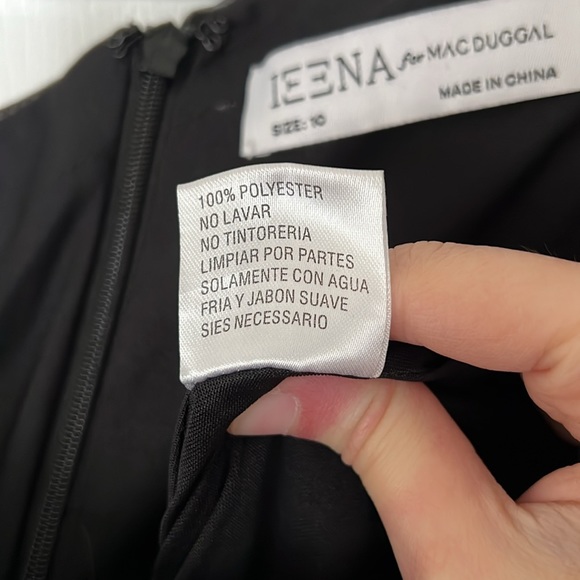 IEENA for MAC DUGGAL
MADE IN CHINA
SIZE: 10
100% POLYESTER
NO LAVAR
NO TINTORERIA
LIMPIAR POR PARTES
SOLAMENTE CON AGUA
FRIA Y JABON SUAVE
SIES NECESSARIO